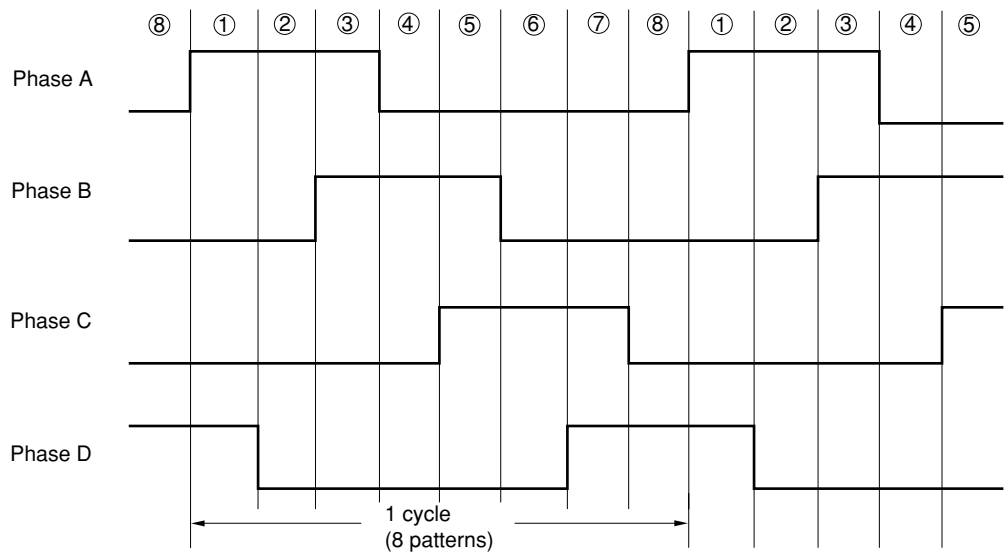 ⑧ ① ② ③ ④ ⑤ ⑥ ⑦ ⑧ ① ② ③ ④ ⑤
Phase A
Phase B
Phase C
Phase D
1 cycle
(8 patterns)